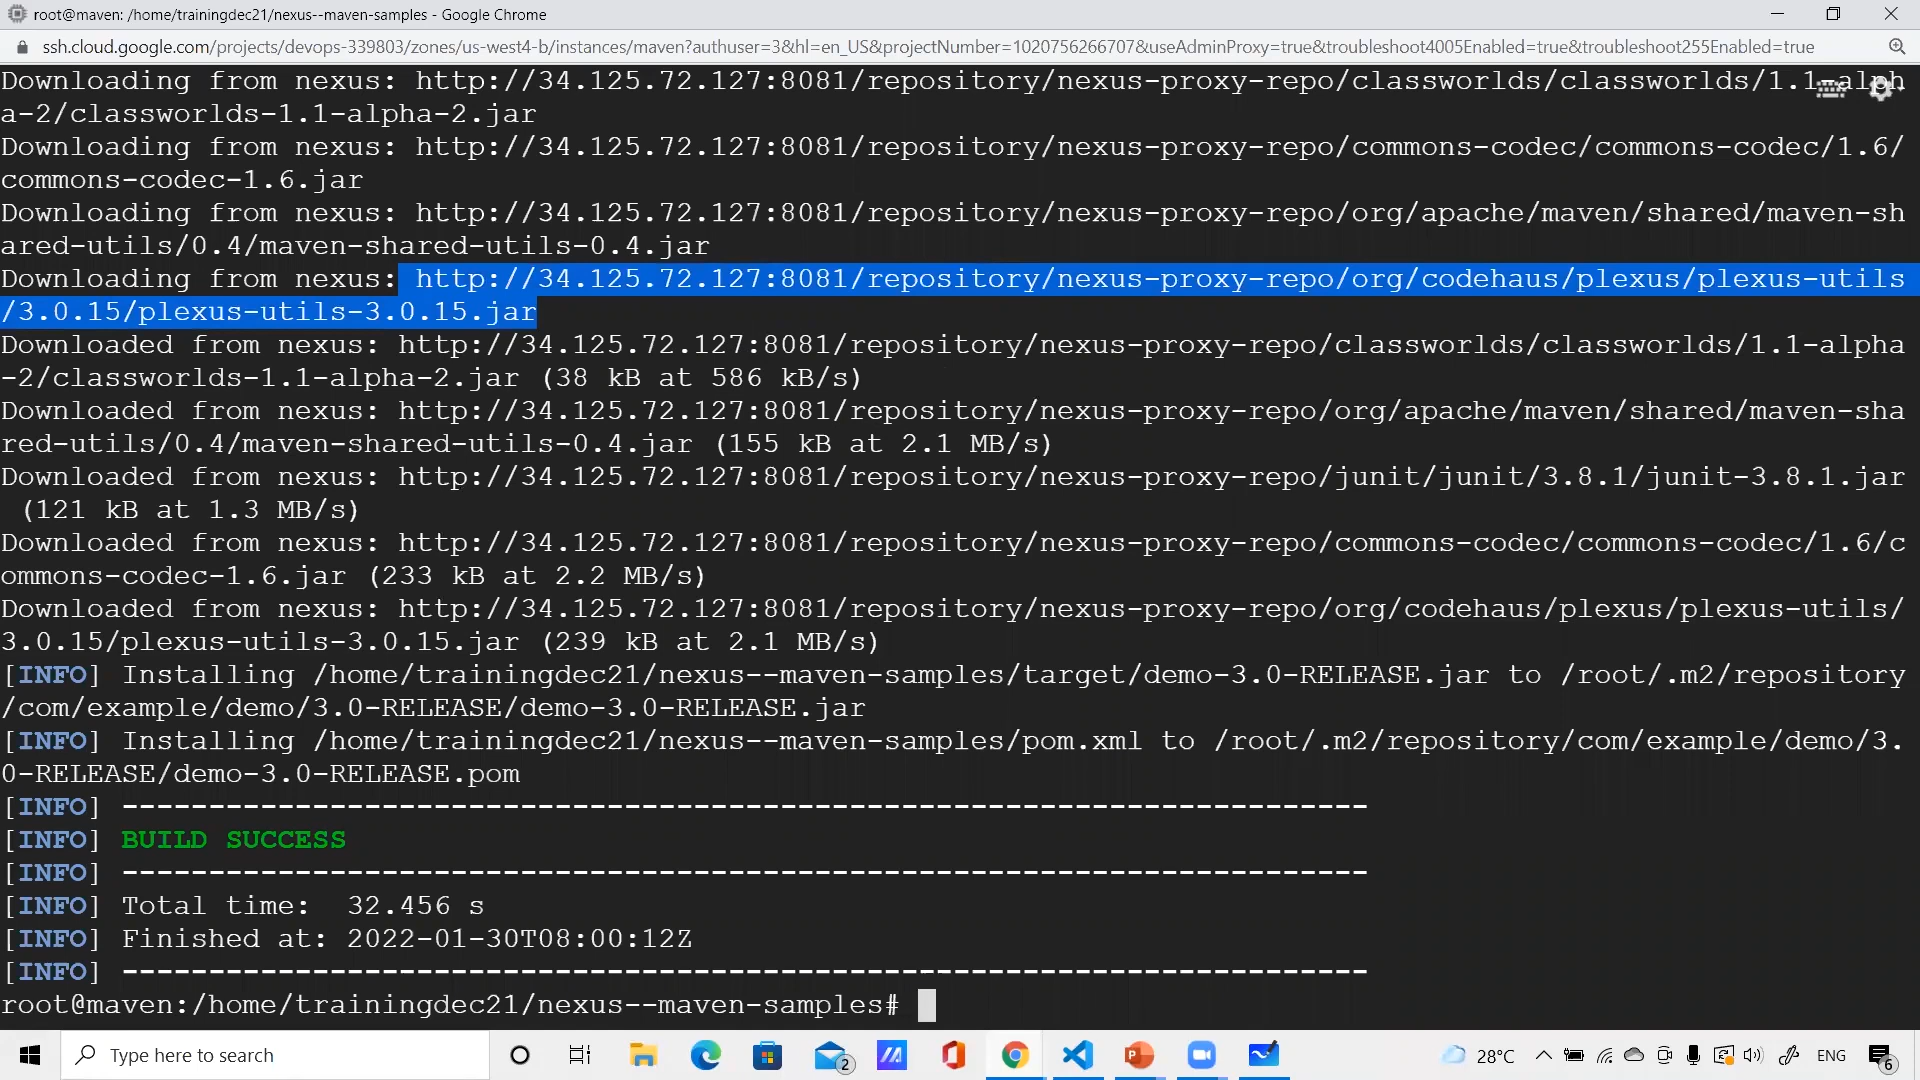 root@maven: /home/trainingdec21/nexus--maven-samples - Google Chrome
ssh.cloud.google.com/projects/devops-339803/zones/us-west4-b/instances/maven?authuser=3&hl=en_US&projectNumber=1020756266707&useAdminProxy=true&troubleshoot4005Enabled=true&troubleshoot255Enabled=true
Downloading from nexus: http://34.125.72.127:8081/repository/nexus-proxy-repo/classworlds/classworlds/1.1-alph
a-2/classworlds-1.1-alpha-2.jar
Downloading from nexus: http://34.125.72.127:8081/repository/nexus-proxy-repo/commons-codec/commons-codec/1.6/
commons-codec-1.6.jar
Downloading from nexus: http://34.125.72.127:8081/repository/nexus-proxy-repo/org/apache/maven/shared/maven-sh
ared-utils/0.4/maven-shared-utils-0.4.jar
Downloading from nexus: http://34.125.72.127:8081/repository/nexus-proxy-repo/org/codehaus/plexus/plexus-utils
/3.0.15/plexus-utils-3.0.15.jar
Downloaded from nexus: http://34.125.72.127:8081/repository/nexus-proxy-repo/classworlds/classworlds/1.1-alpha
-2/classworlds-1.1-alpha-2.jar (38 kB at 586 kB/s)
Downloaded from nexus: http://34.125.72.127:8081/repository/nexus-proxy-repo/org/apache/maven/shared/maven-sha
red-utils/0.4/maven-shared-utils-0.4.jar (155 kB at 2.1 MB/s)
Downloaded from nexus: http://34.125.72.127:8081/repository/nexus-proxy-repo/junit/junit/3.8.1/junit-3.8.1.jar
(121 kB at 1.3 MB/s)
Downloaded from nexus: http://34.125.72.127:8081/repository/nexus-proxy-repo/commons-codec/commons-codec/1.6/c
ommons-codec-1.6.jar (233 kB at 2.2 MB/s)
Downloaded from nexus: http://34.125.72.127:8081/repository/nexus-proxy-repo/org/codehaus/plexus/plexus-utils/
3.0.15/plexus-utils-3.0.15.jar (239 kB at 2.1 MB/s)
[INFO] Installing /home/trainingdec21/nexus--maven-samples/target/demo-3.0-RELEASE.jar to /root/.m2/repository
/com/example/demo/3.0-RELEASE/demo-3.0-RELEASE.jar
[INFO] Installing /home/trainingdec21/nexus--maven-samples/pom.xml to /root/.m2/repository/com/example/demo/3.
0-RELEASE/demo-3.0-RELEASE.pom
[INFO] ------------------------------------------------------------------------
[INFO] BUILD SUCCESS
[INFO] ------------------------------------------------------------------------
[INFO] Total time:  32.456 s
[INFO] Finished at: 2022-01-30T08:00:12Z
[INFO] ------------------------------------------------------------------------
root@maven:/home/trainingdec21/nexus--maven-samples#
Type here to search
2
28°C
ENG
6